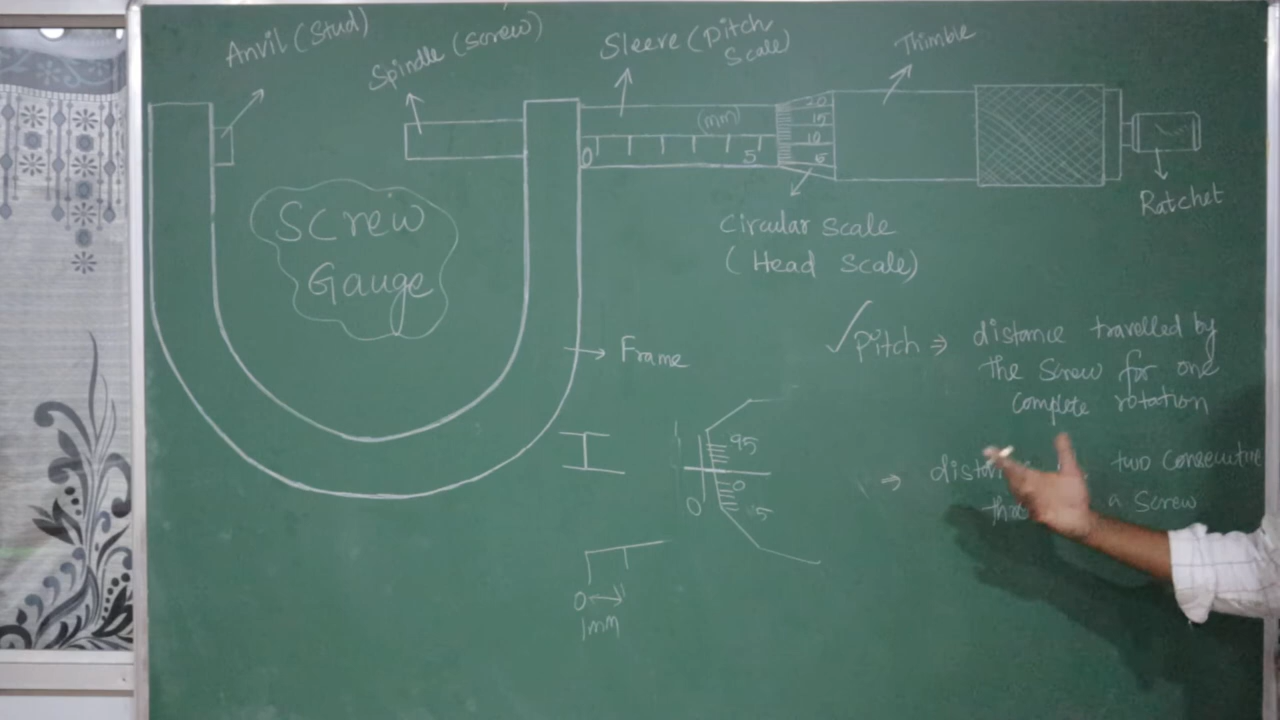 Anvil (Stud)
Spindle (Screw)
Sleeve (Pitch
Scale)
Thimble
(mm)
0
5
20
15
10
5
Ratchet
Circular Scale
(Head Scale)
Screw
Gauge
Frame
✓ Pitch ⇒ distance travelled by
the Screw for one
complete rotation
⇒ two Consecutive
a Screw
95
0
0
5
0 1
1mm